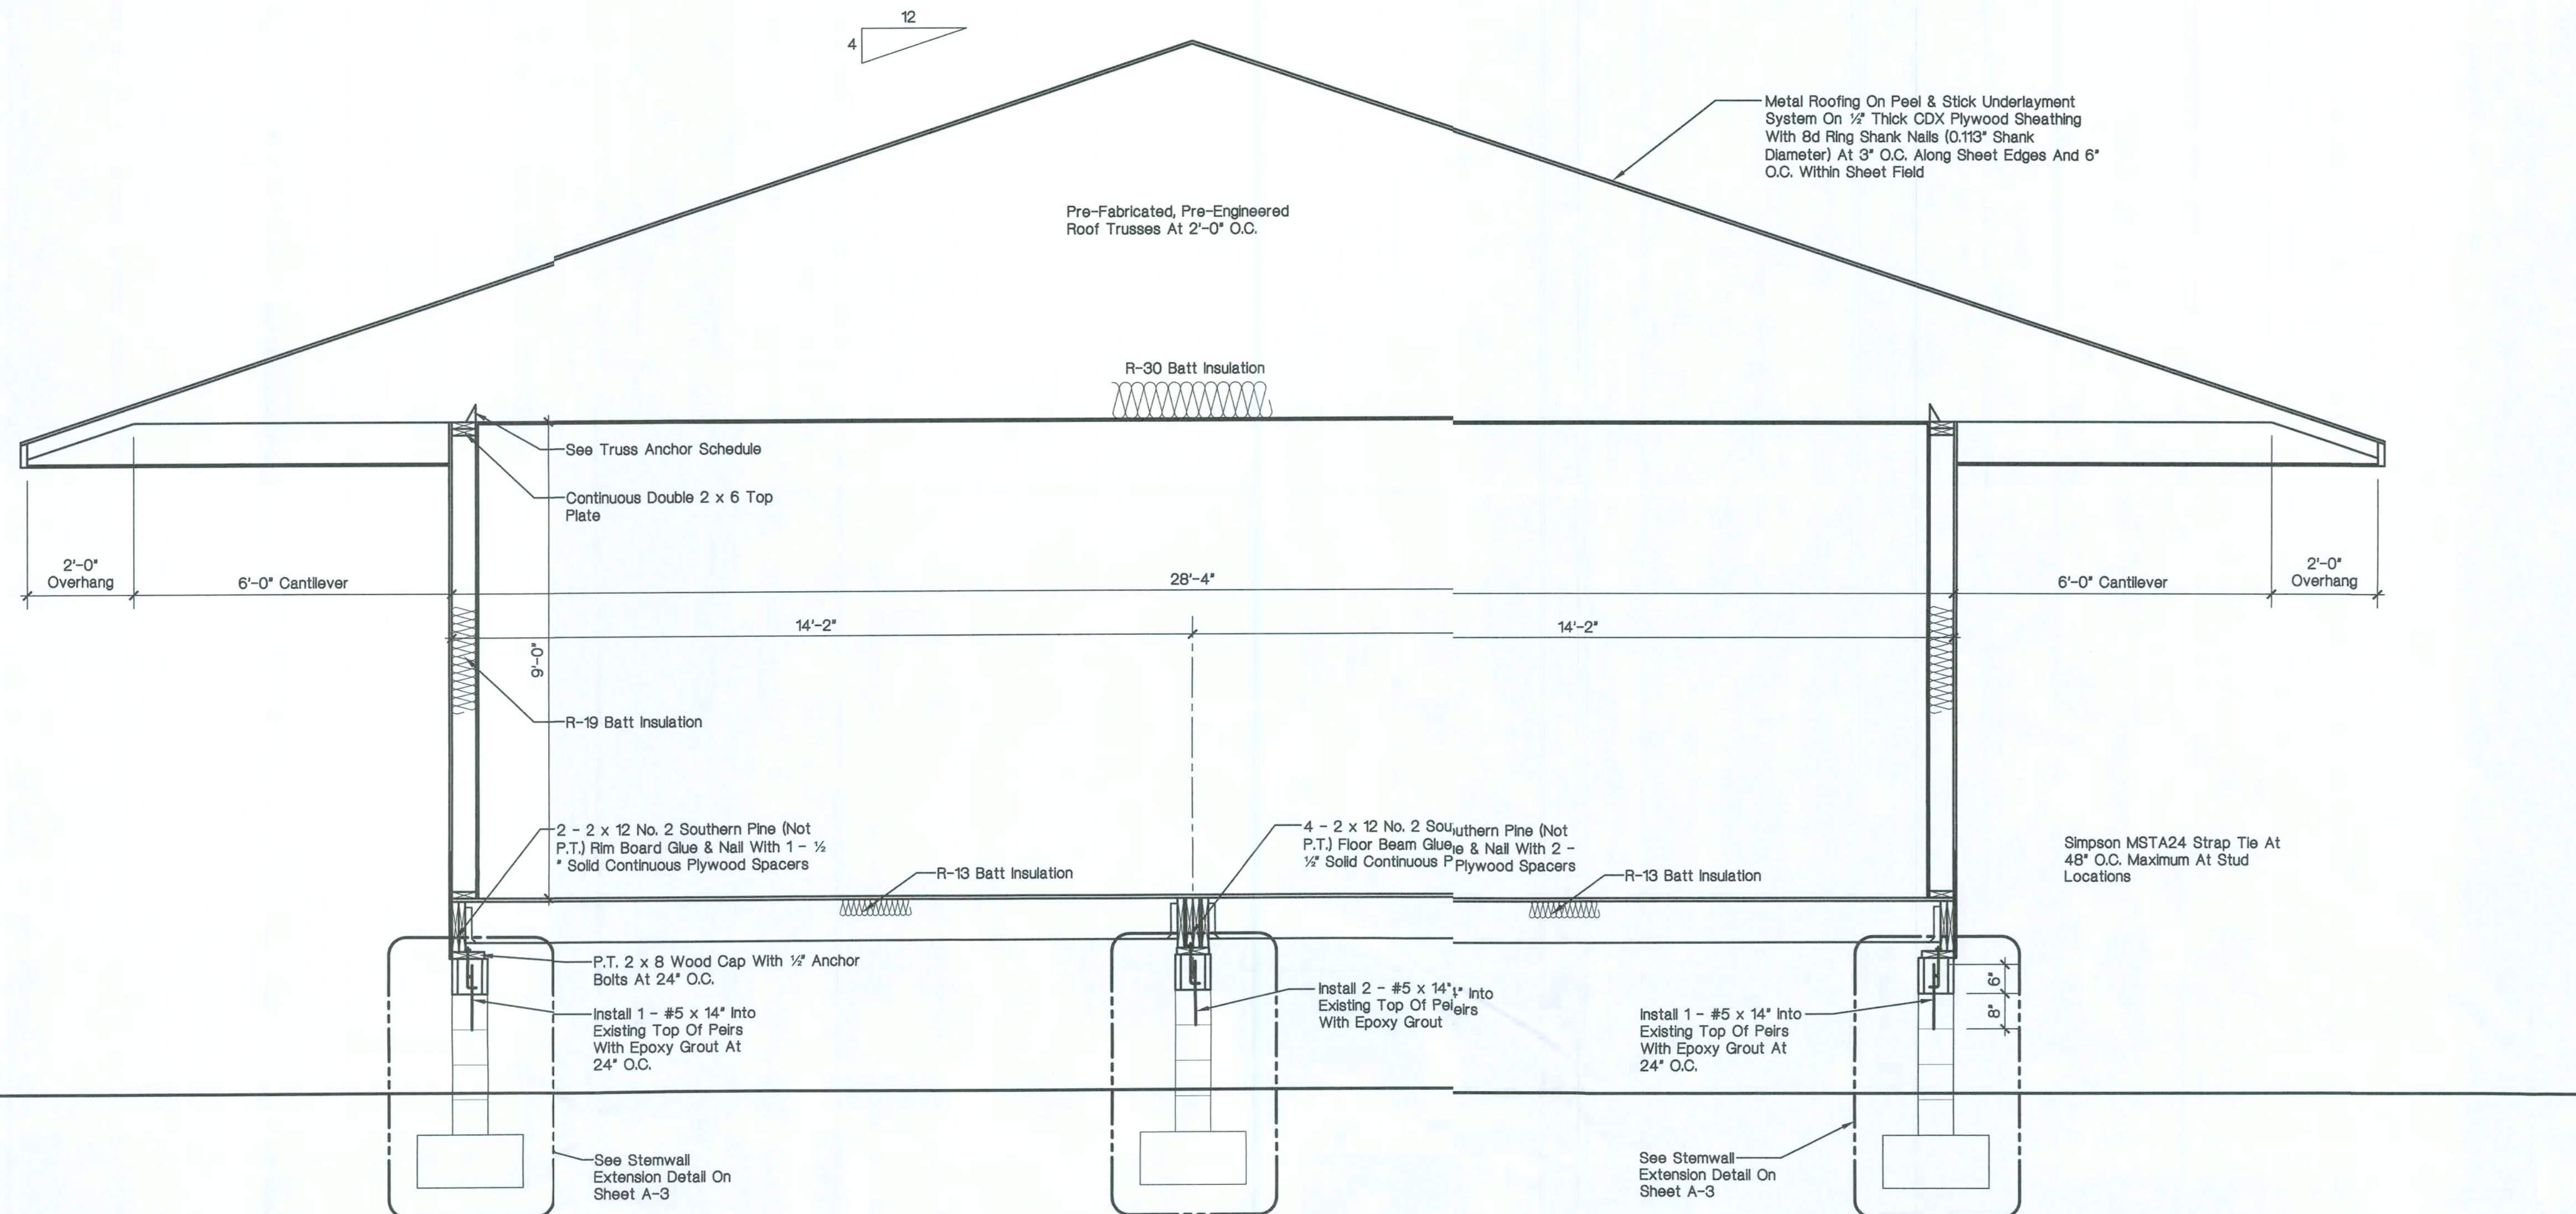 12
4
Metal Roofing On Peel & Stick Underlayment
System On ½" Thick CDX Plywood Sheathing
With 8d Ring Shank Nails (0.113" Shank
Diameter) At 3" O.C. Along Sheet Edges And 6"
O.C. Within Sheet Field
Pre-Fabricated, Pre-Engineered
Roof Trusses At 2'-0" O.C.
R-30 Batt Insulation
See Truss Anchor Schedule
Continuous Double 2 x 6 Top
Plate
2'-0"
Overhang
6'-0" Cantilever
28'-4"
6'-0" Cantilever
2'-0"
Overhang
14'-2"
14'-2"
9'-0"
R-19 Batt Insulation
2 - 2 x 12 No. 2 Southern Pine (Not
P.T.) Rim Board Glue & Nail With 1 - ½
" Solid Continuous Plywood Spacers
R-13 Batt Insulation
4 - 2 x 12 No. 2 Southern Pine (Not
P.T.) Floor Beam Glue & Nail With 2 -
½" Solid Continuous Plywood Spacers
R-13 Batt Insulation
Simpson MSTA24 Strap Tie At
48" O.C. Maximum At Stud
Locations
P.T. 2 x 8 Wood Cap With ½" Anchor
Bolts At 24" O.C.
Install 1 - #5 x 14" Into
Existing Top Of Peirs
With Epoxy Grout At
24" O.C.
Install 2 - #5 x 14" Into
Existing Top Of Peirs
With Epoxy Grout
Install 1 - #5 x 14" Into
Existing Top Of Peirs
With Epoxy Grout At
24" O.C.
6"
8"
See Stemwall
Extension Detail On
Sheet A-3
See Stemwall
Extension Detail On
Sheet A-3